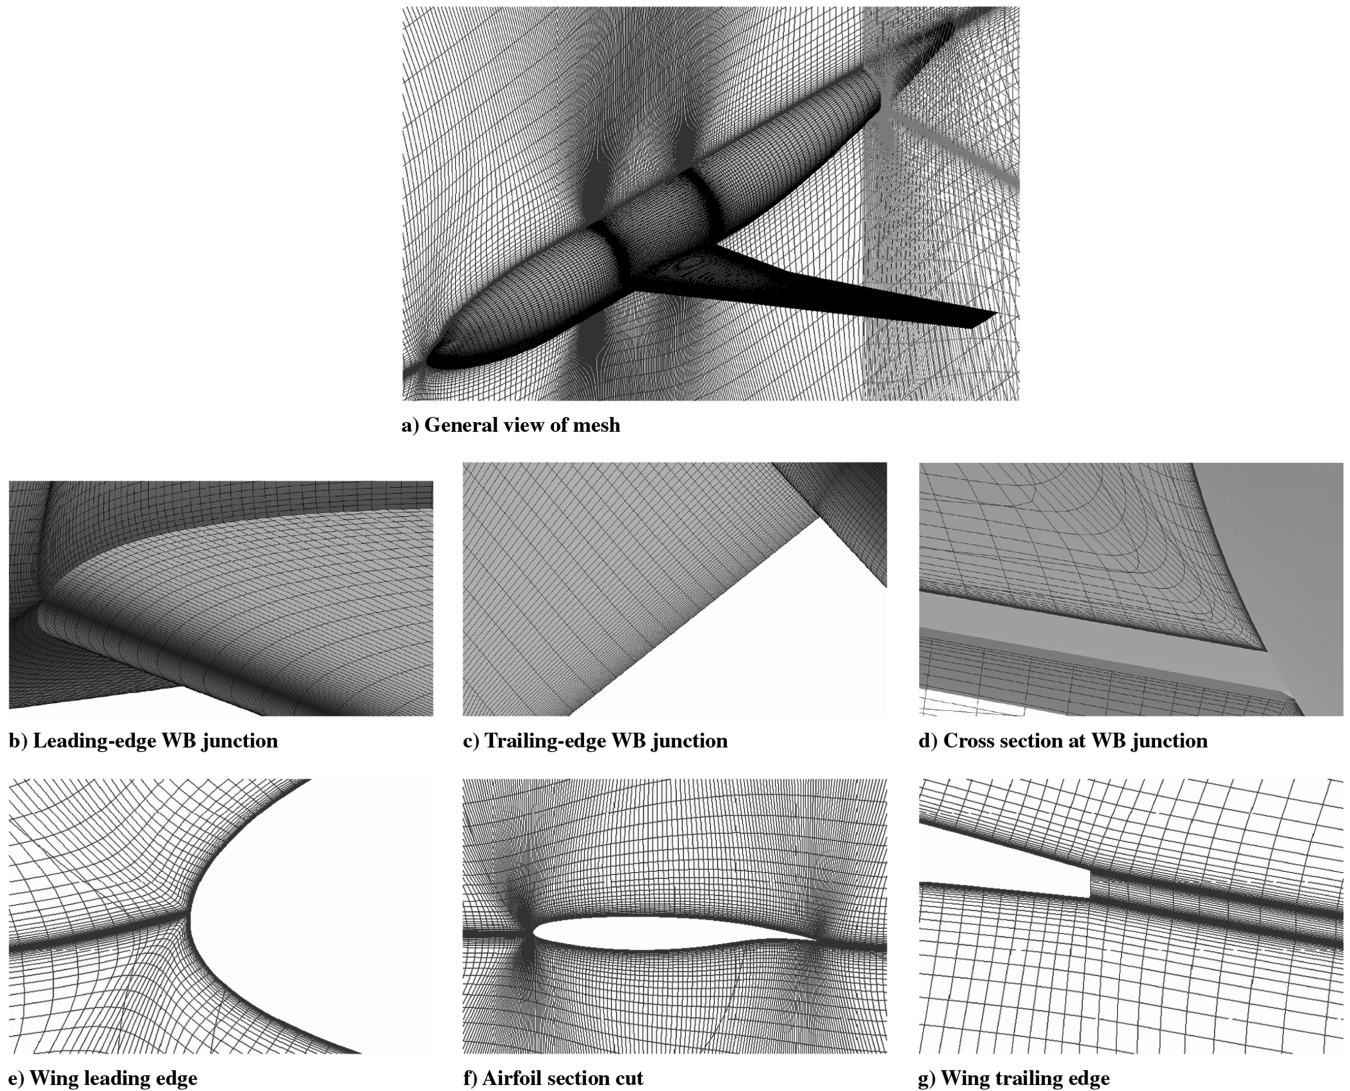 a) General view of mesh
b) Leading-edge WB junction
c) Trailing-edge WB junction
d) Cross section at WB junction
e) Wing leading edge
f) Airfoil section cut
g) Wing trailing edge